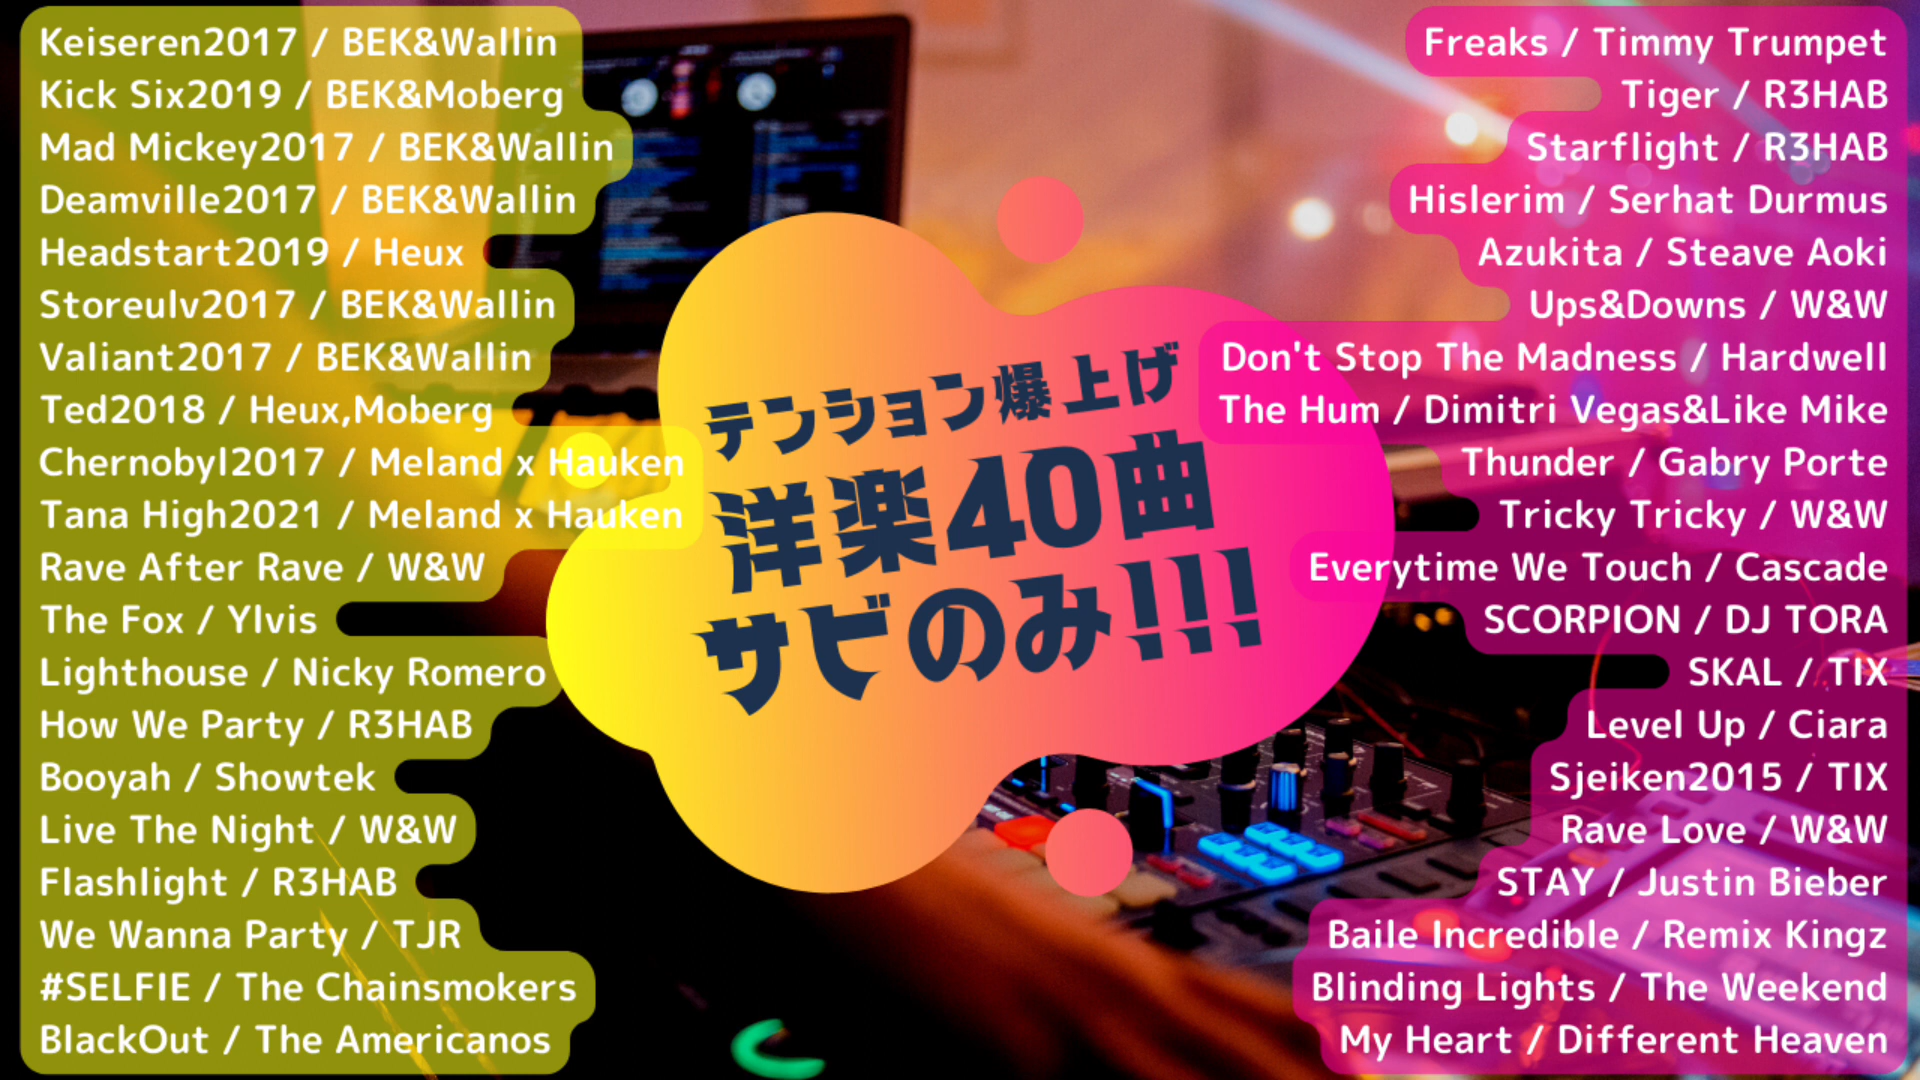 Keiseren2017 / BEK&Wallin
Kick Six2019 / BEK&Moberg
Mad Mickey2017 / BEK&Wallin
Deamville2017 / BEK&Wallin
Headstart2019 / Heux
Storeulv2017 / BEK&Wallin
Valiant2017 / BEK&Wallin
Ted2018 / Heux,Moberg
Chernobyl2017 / Meland x Hauken
Tana High2021 / Meland x Hauken
Rave After Rave / W&W
The Fox / Ylvis
Lighthouse / Nicky Romero
How We Party / R3HAB
Booyah / Showtek
Live The Night / W&W
Flashlight / R3HAB
We Wanna Party / TJR
#SELFIE / The Chainsmokers
BlackOut / The Americanos
テンション爆上げ
洋楽40曲
サビのみ!!!
Freaks / Timmy Trumpet
Tiger / R3HAB
Starflight / R3HAB
Hislerim / Serhat Durmus
Azukita / Steave Aoki
Ups&Downs / W&W
Don't Stop The Madness / Hardwell
The Hum / Dimitri Vegas&Like Mike
Thunder / Gabry Porte
Tricky Tricky / W&W
Everytime We Touch / Cascade
SCORPION / DJ TORA
SKAL / TIX
Level Up / Ciara
Sjeiken2015 / TIX
Rave Love / W&W
STAY / Justin Bieber
Baile Incredible / Remix Kingz
Blinding Lights / The Weekend
My Heart / Different Heaven